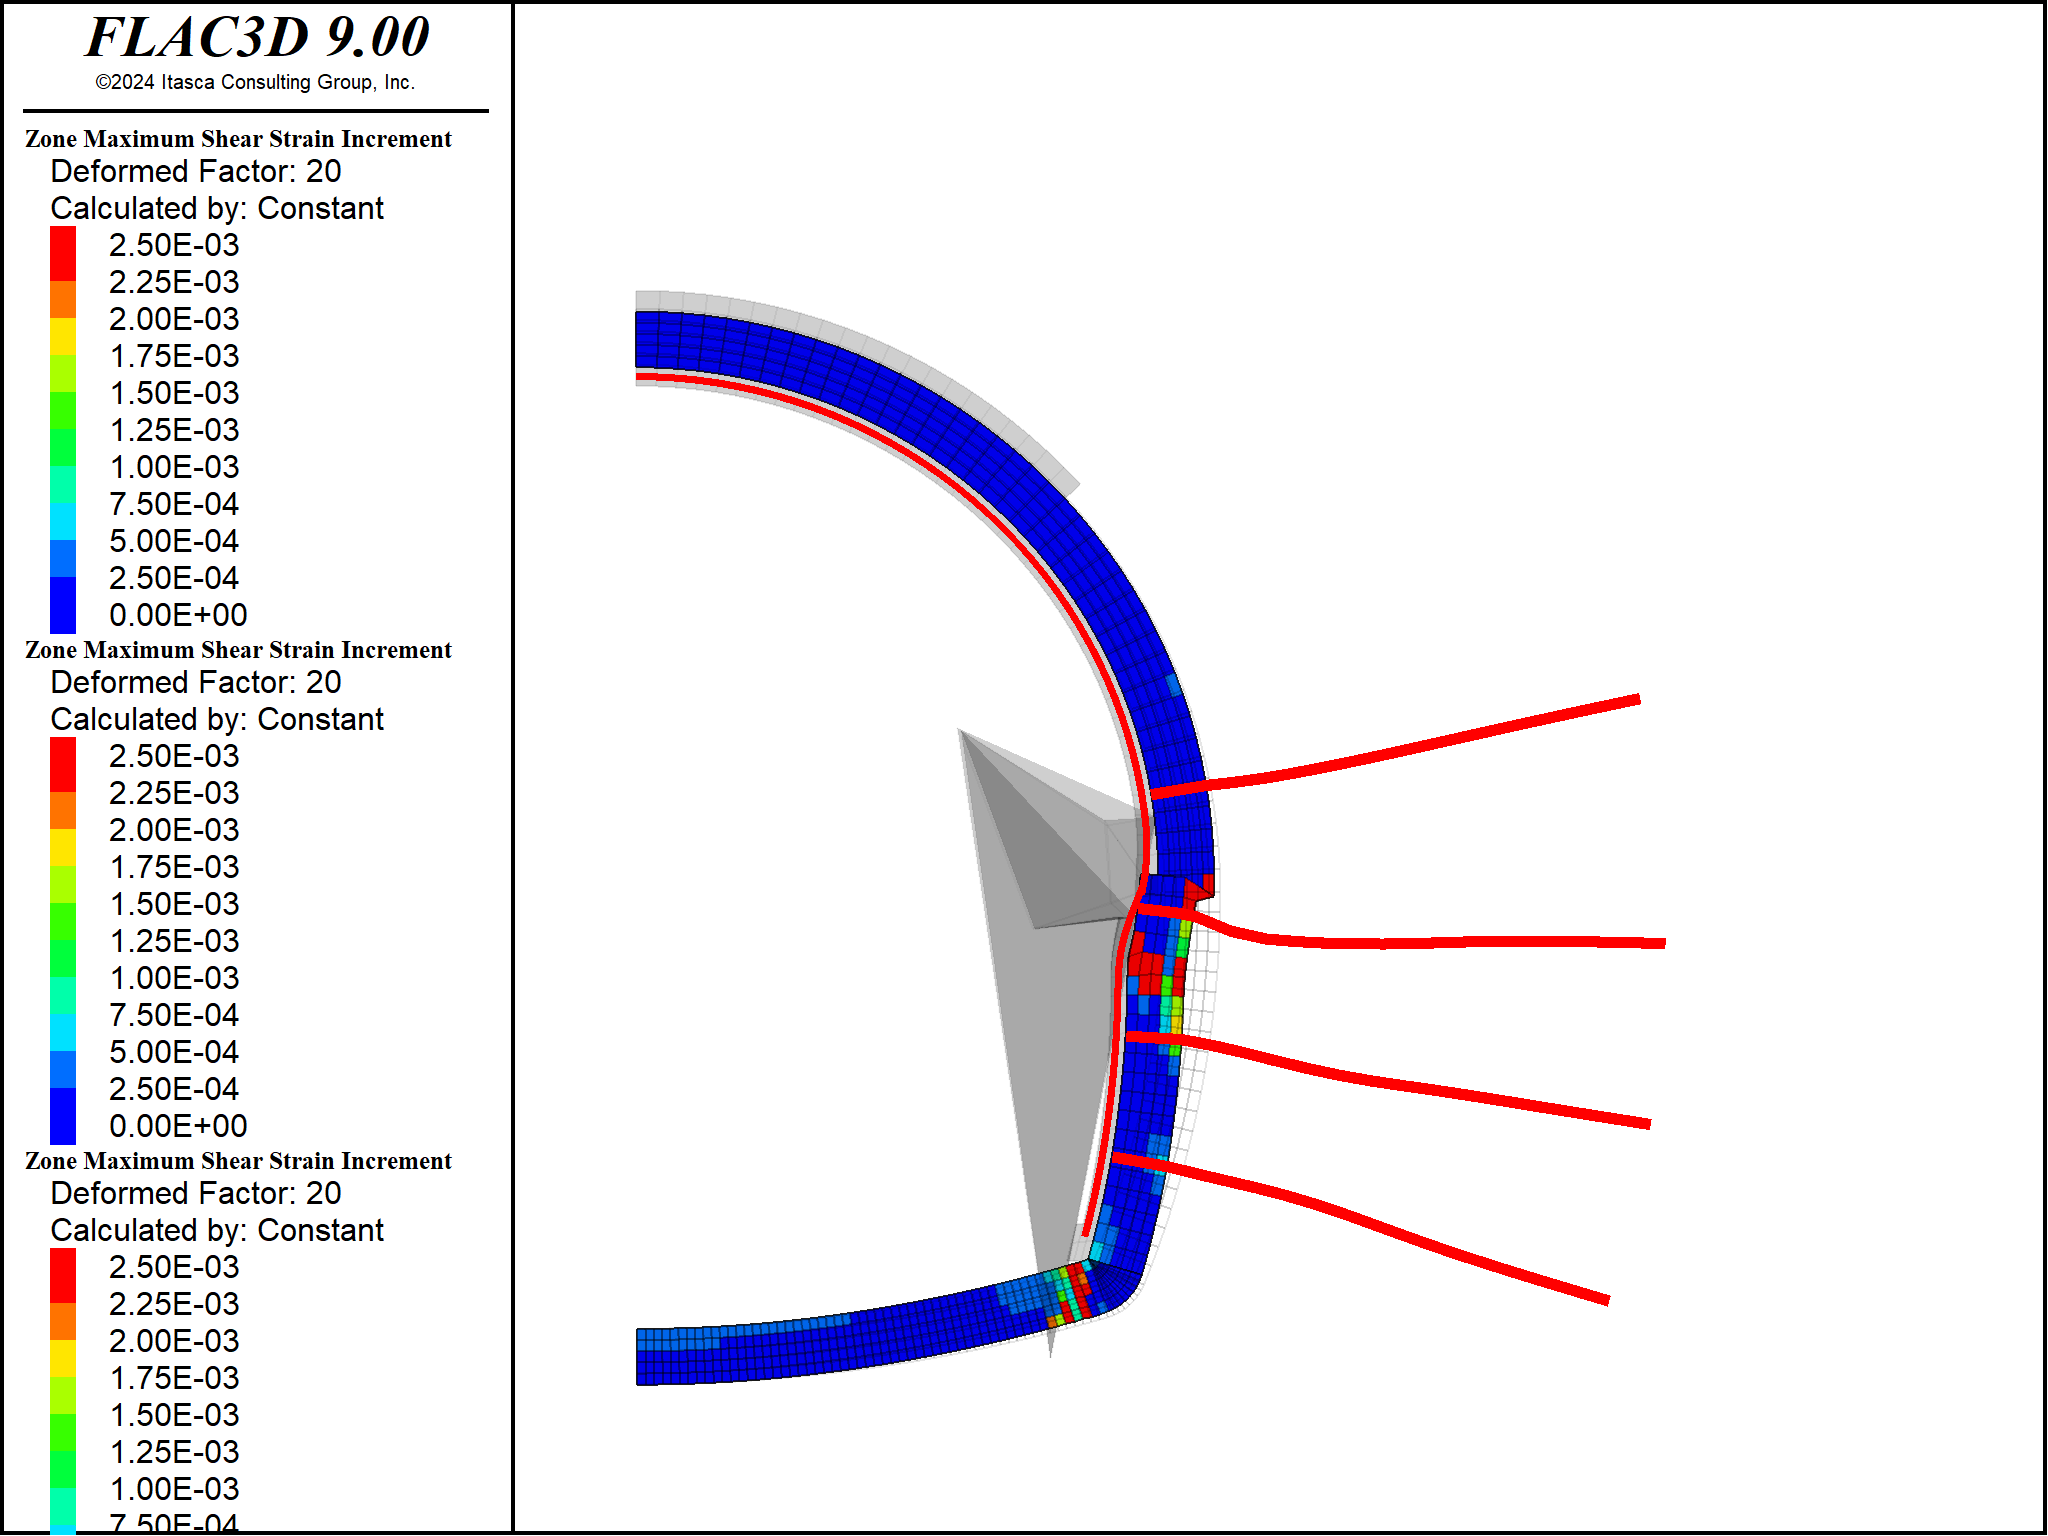 FLAC3D 9.00
©2024 Itasca Consulting Group, Inc.
Zone Maximum Shear Strain Increment
Deformed Factor: 20
Calculated by: Constant
2.50E-03
2.25E-03
2.00E-03
1.75E-03
1.50E-03
1.25E-03
1.00E-03
7.50E-04
5.00E-04
2.50E-04
0.00E+00
Zone Maximum Shear Strain Increment
Deformed Factor: 20
Calculated by: Constant
2.50E-03
2.25E-03
2.00E-03
1.75E-03
1.50E-03
1.25E-03
1.00E-03
7.50E-04
5.00E-04
2.50E-04
0.00E+00
Zone Maximum Shear Strain Increment
Deformed Factor: 20
Calculated by: Constant
2.50E-03
2.25E-03
2.00E-03
1.75E-03
1.50E-03
1.25E-03
1.00E-03
7.50E-04